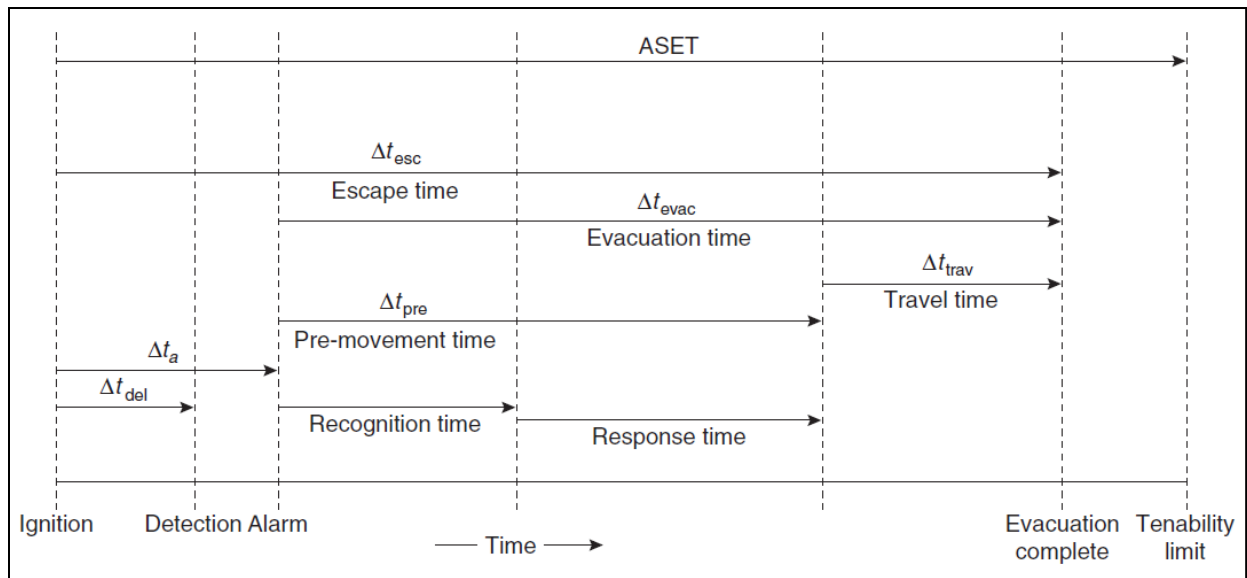 ASET
Δt_esc
Escape time
Δt_evac
Evacuation time
Δt_trav
Travel time
Δt_pre
Pre-movement time
Δt_a
Δt_del
Recognition time
Response time
Ignition
Detection
Alarm
Evacuation
complete
Tenability
limit
Time